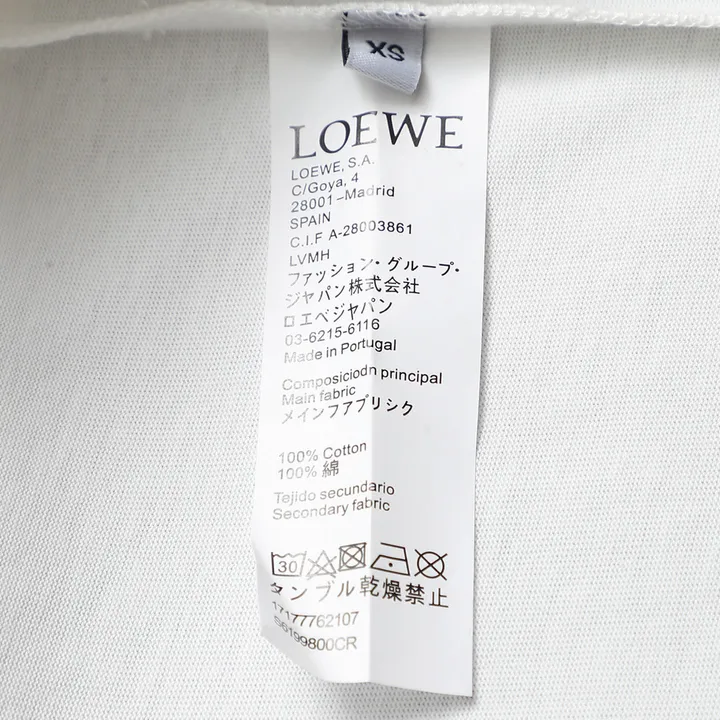 XS
LOEWE
LOEWE, S.A.
C/Goya, 4
28001-Madrid
SPAIN
C.I.F A-28003861
LVMH
ファッション・グループ・
ジャパン株式会社
ロエベジャパン
03-6215-6116
Made in Portugal
Composiciodn principal
Main fabric
メインファブリシク
100% Cotton
100% 綿
Tejido secundario
Secondary fabric
30
タンブル乾燥禁止
17177762107
S6199800CR